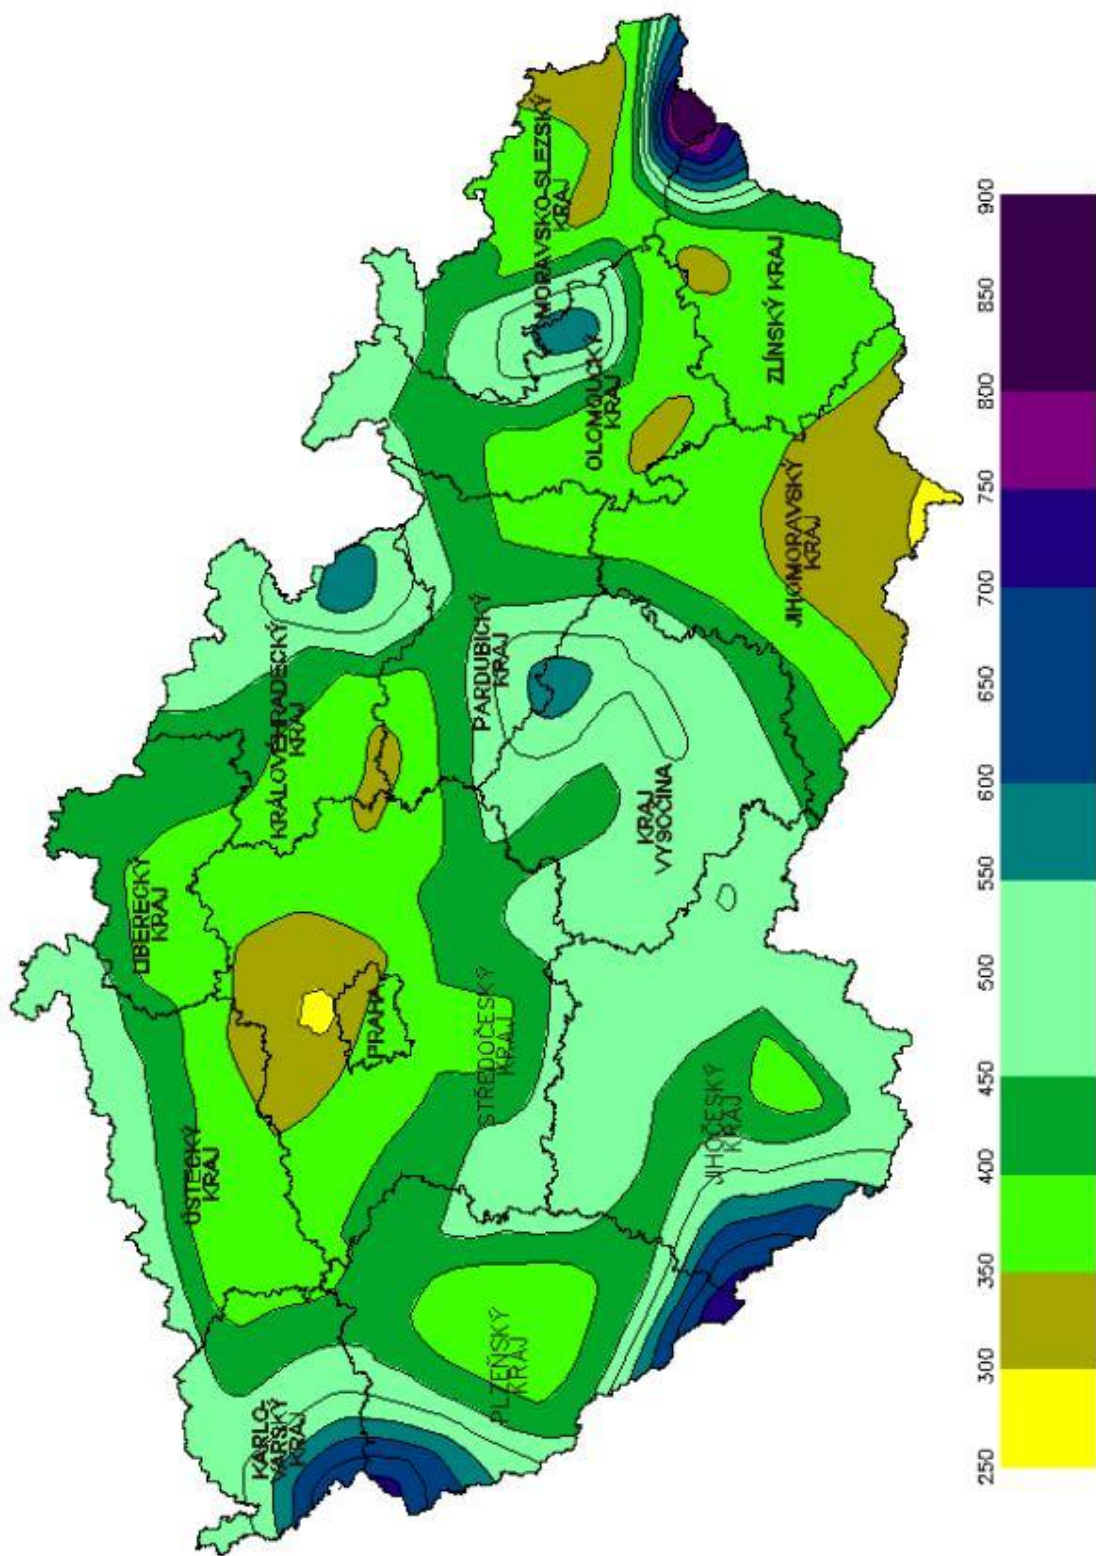 ÚSTECKÝ
KRAJ
LIBERECKÝ
KRAJ
KARLO-
VARSKÝ
KRAJ
KRÁLOVÉHRADECKÝ
KRAJ
PRAHA
STŘEDOČESKÝ
KRAJ
PLZEŇSKÝ
KRAJ
PARDUBICKÝ
KRAJ
MORAVSKO-SLEZSKÝ
KRAJ
OLOMOUCKÝ
KRAJ
KRAJ
VYSOČINA
JIHOČESKÝ
KRAJ
ZLÍNSKÝ KRAJ
JIHOMORAVSKÝ
KRAJ
250 300 350 400 450 500 550 600 650 700 750 800 850 900